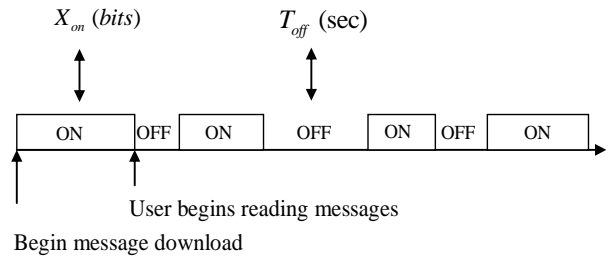 X_on (bits) T_off (sec)
ON OFF ON OFF ON OFF ON
User begins reading messages
Begin message download